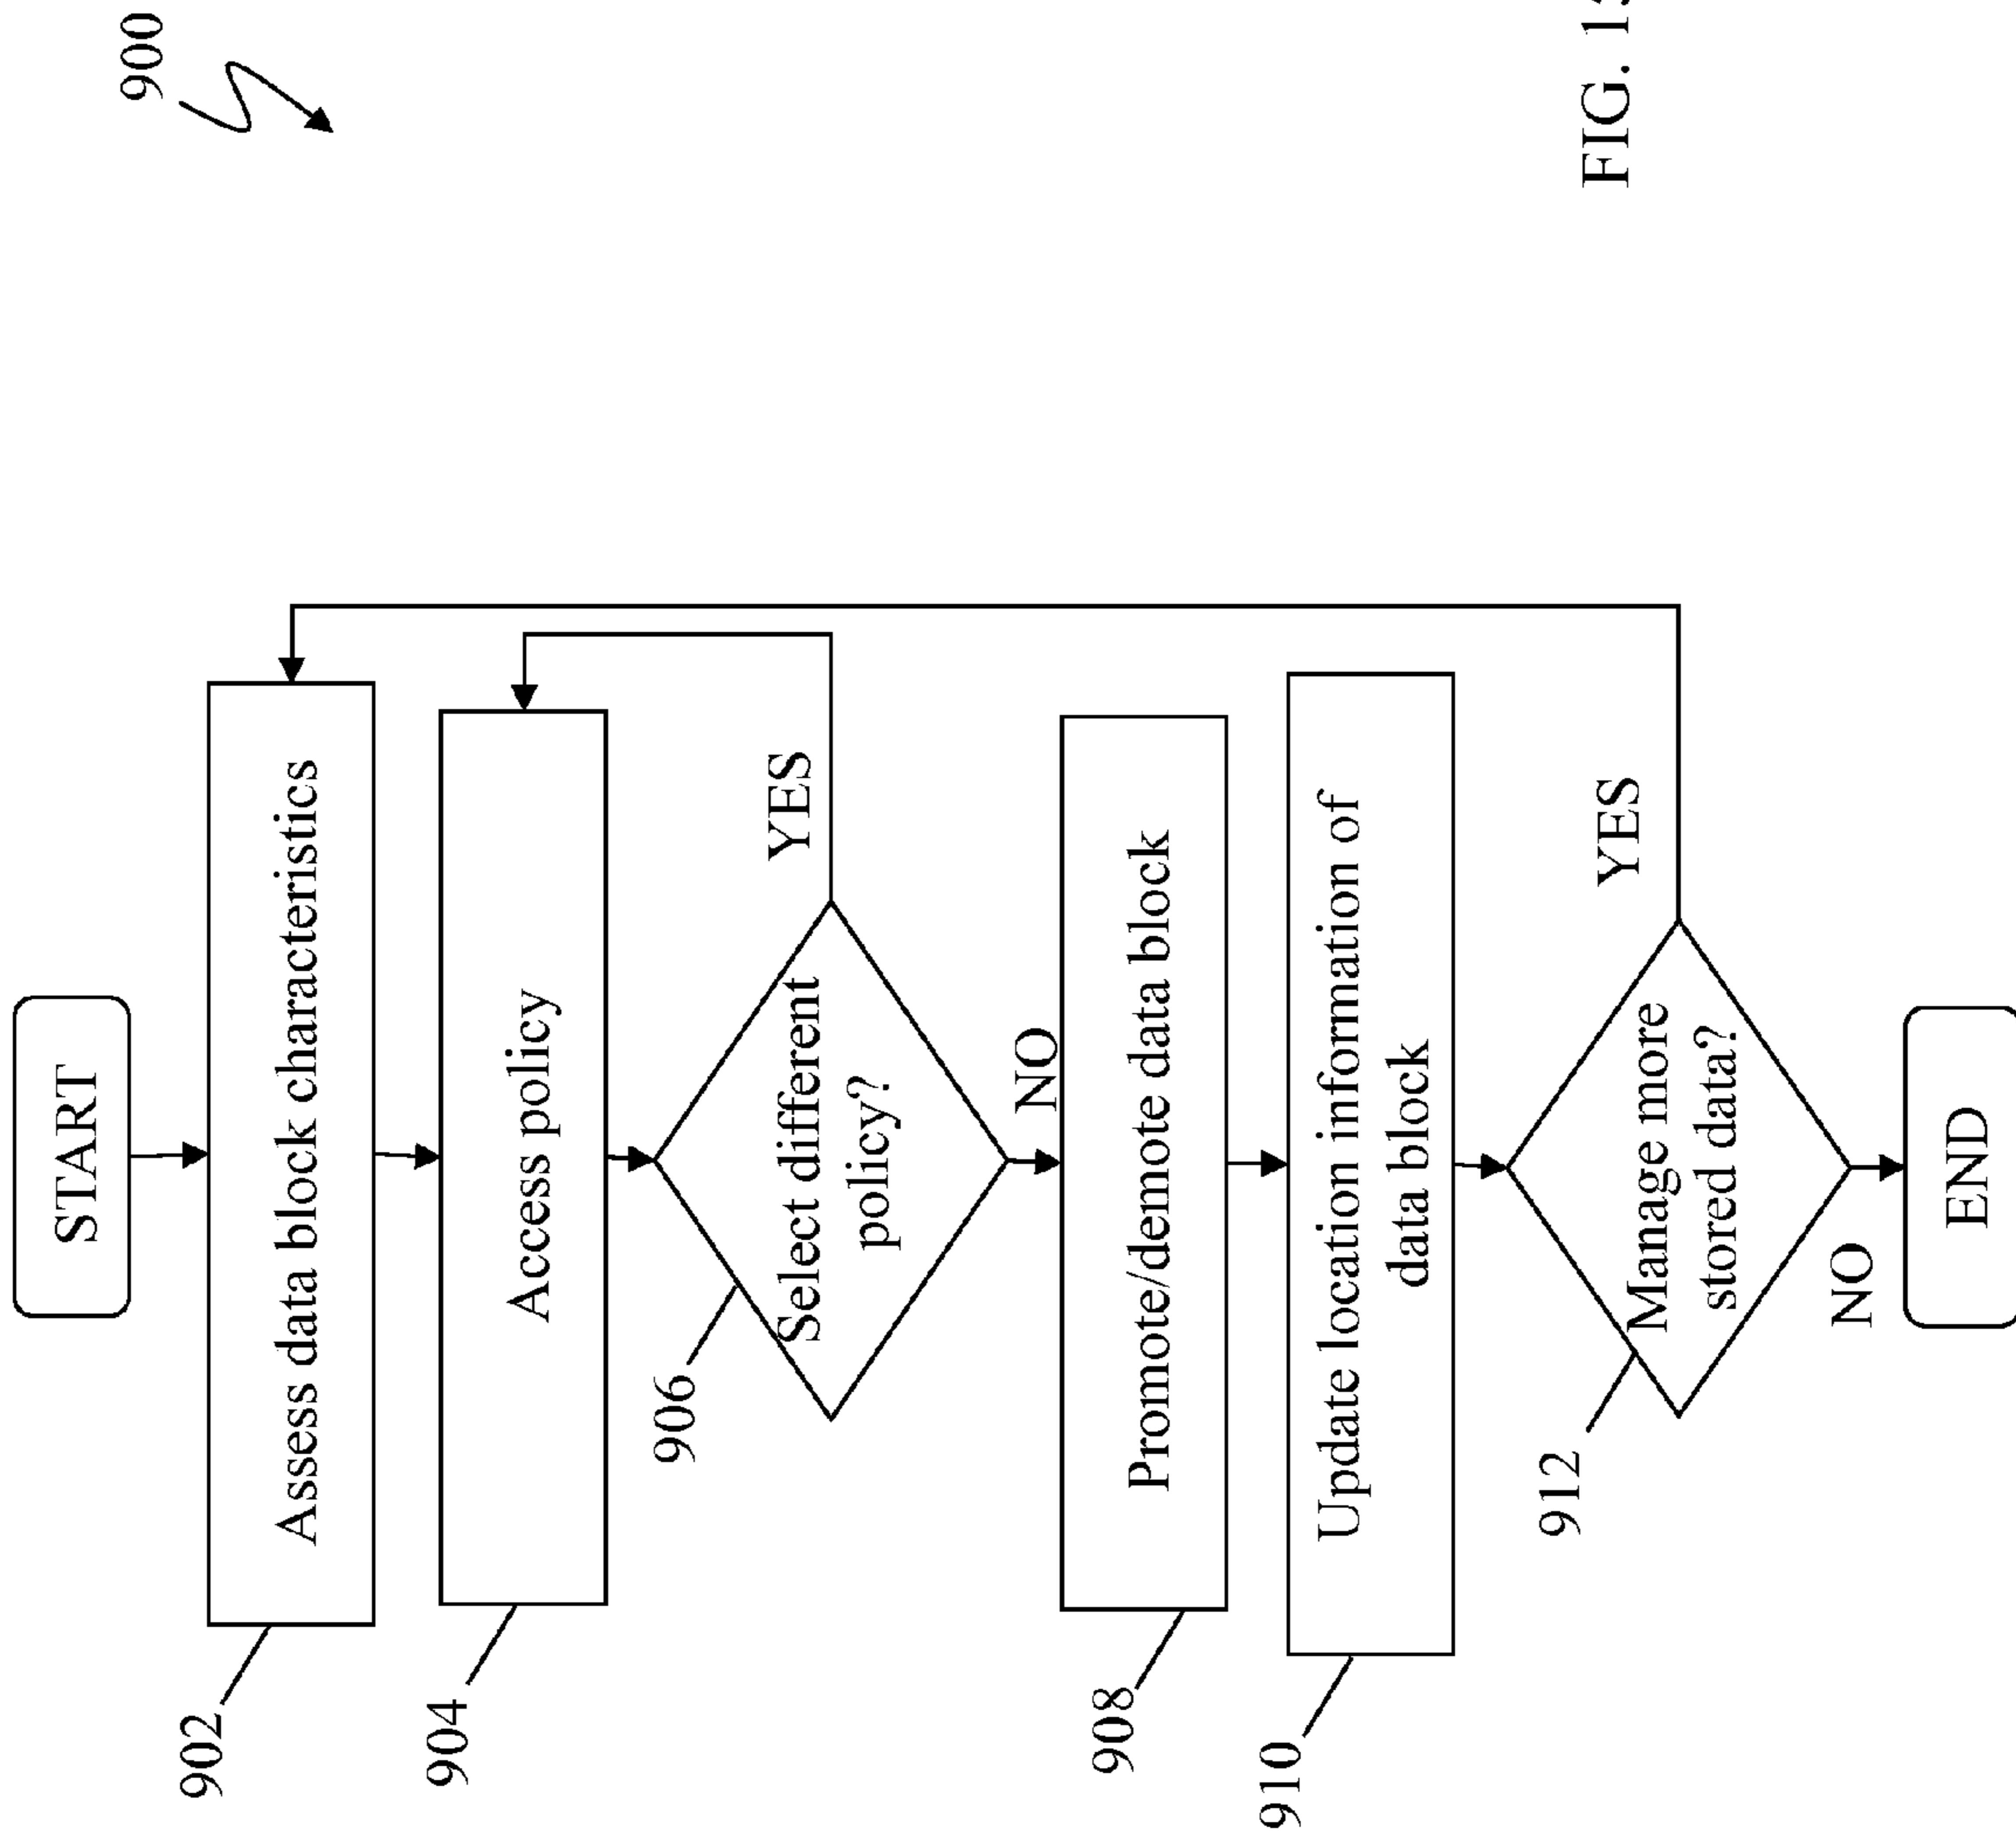 900
START
902
Assess data block characteristics
904
Access policy
906
Select different
policy?
YES
NO
908
Promote/demote data block
910
Update location information of
data block
912
Manage more
stored data?
YES
NO
END
FIG.